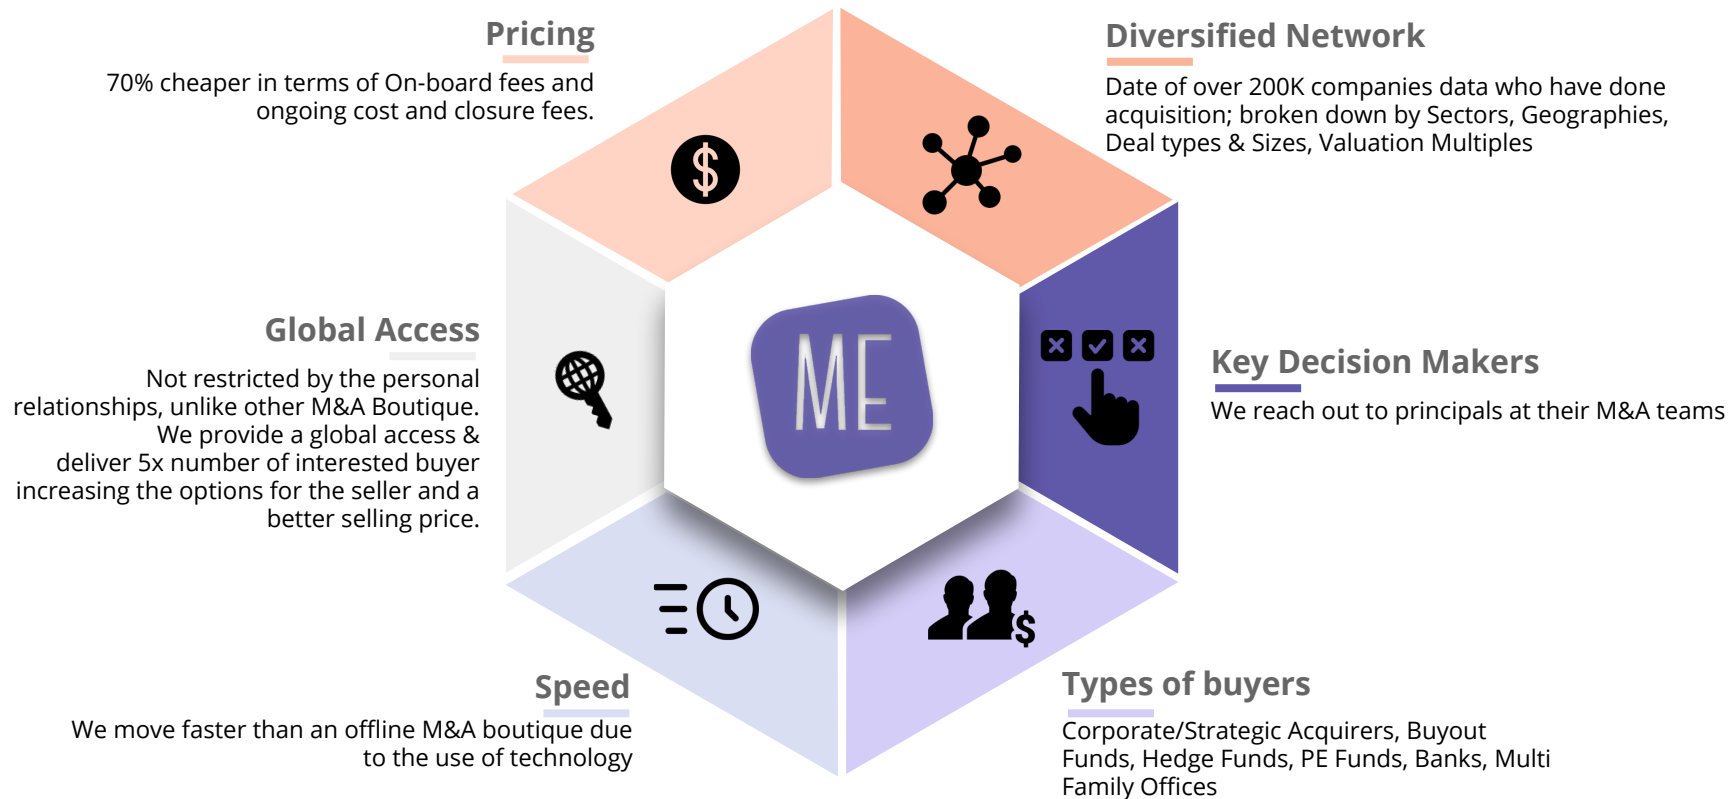 Pricing
70% cheaper in terms of On-board fees and
ongoing cost and closure fees.
Diversified Network
Date of over 200K companies data who have done
acquisition; broken down by Sectors, Geographies,
Deal types & Sizes, Valuation Multiples
Global Access
Not restricted by the personal
relationships, unlike other M&A Boutique.
We provide a global access &
deliver 5x number of interested buyer
increasing the options for the seller and a
better selling price.
ME
Key Decision Makers
We reach out to principals at their M&A teams
Speed
We move faster than an offline M&A boutique due
to the use of technology
Types of buyers
Corporate/Strategic Acquirers, Buyout
Funds, Hedge Funds, PE Funds, Banks, Multi
Family Offices